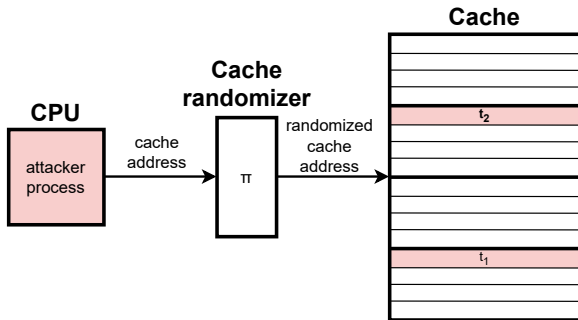 Cache
Cache
randomizer
CPU
attacker
process
cache
address
π
randomized
cache
address
t₂
t₁